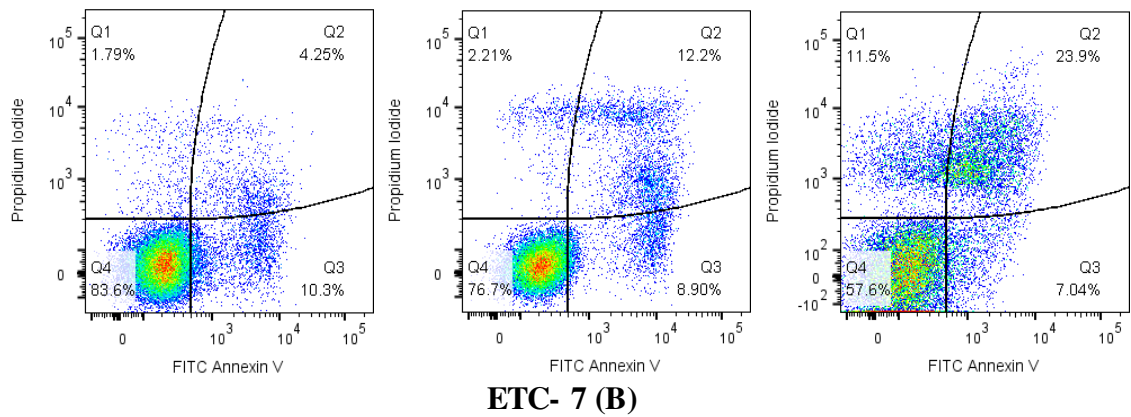 Q1
1.79%
Q2
4.25%
Q4
83.6%
Q3
10.3%
10^5
10^4
10^3
0
0
10^3
10^4
10^5
Propidium Iodide
FITC Annexin V
Q1
2.21%
Q2
12.2%
Q4
76.7%
Q3
8.90%
10^5
10^4
10^3
0
0
10^3
10^4
10^5
Propidium Iodide
FITC Annexin V
Q1
11.5%
Q2
23.9%
Q4
57.6%
Q3
7.04%
10^5
10^4
10^3
10^2
0
-10^2
0
10^3
10^4
10^5
Propidium Iodide
FITC Annexin V
ETC- 7 (B)